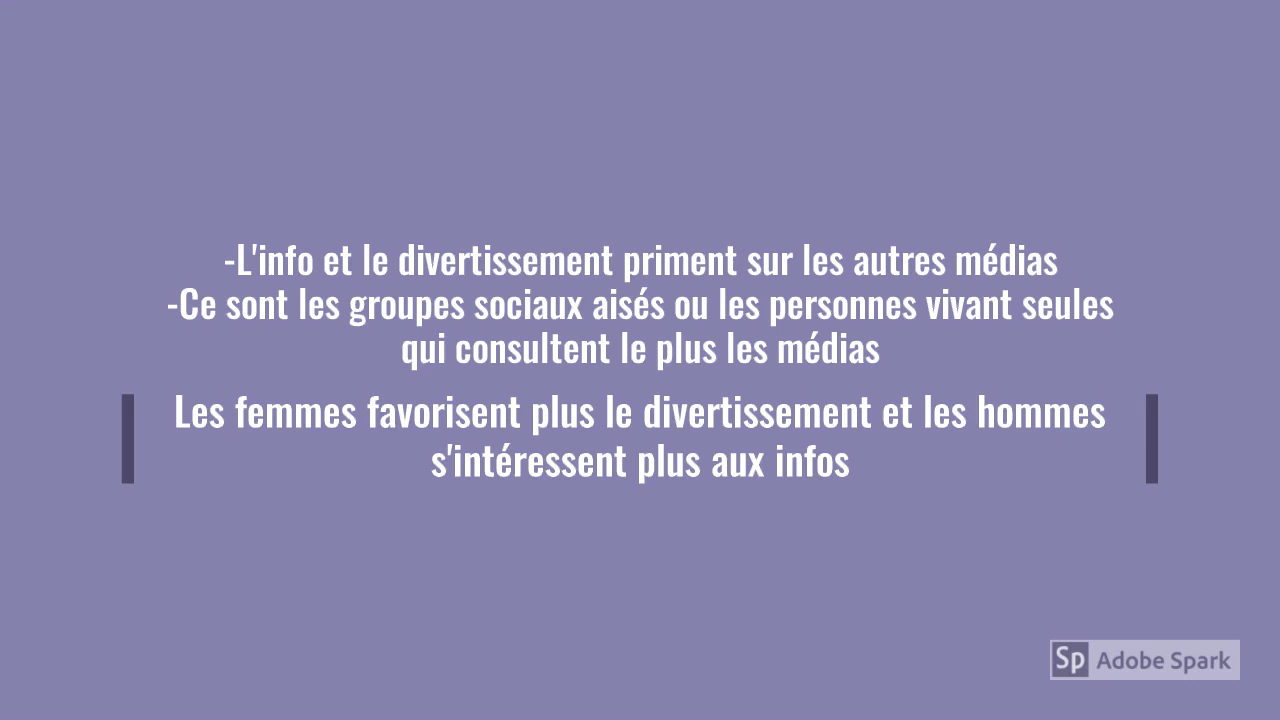 -L'info et le divertissement priment sur les autres médias
-Ce sont les groupes sociaux aisés ou les personnes vivant seules
qui consultent le plus les médias
Les femmes favorisent plus le divertissement et les hommes
s'intéressent plus aux infos
Sp Adobe Spark